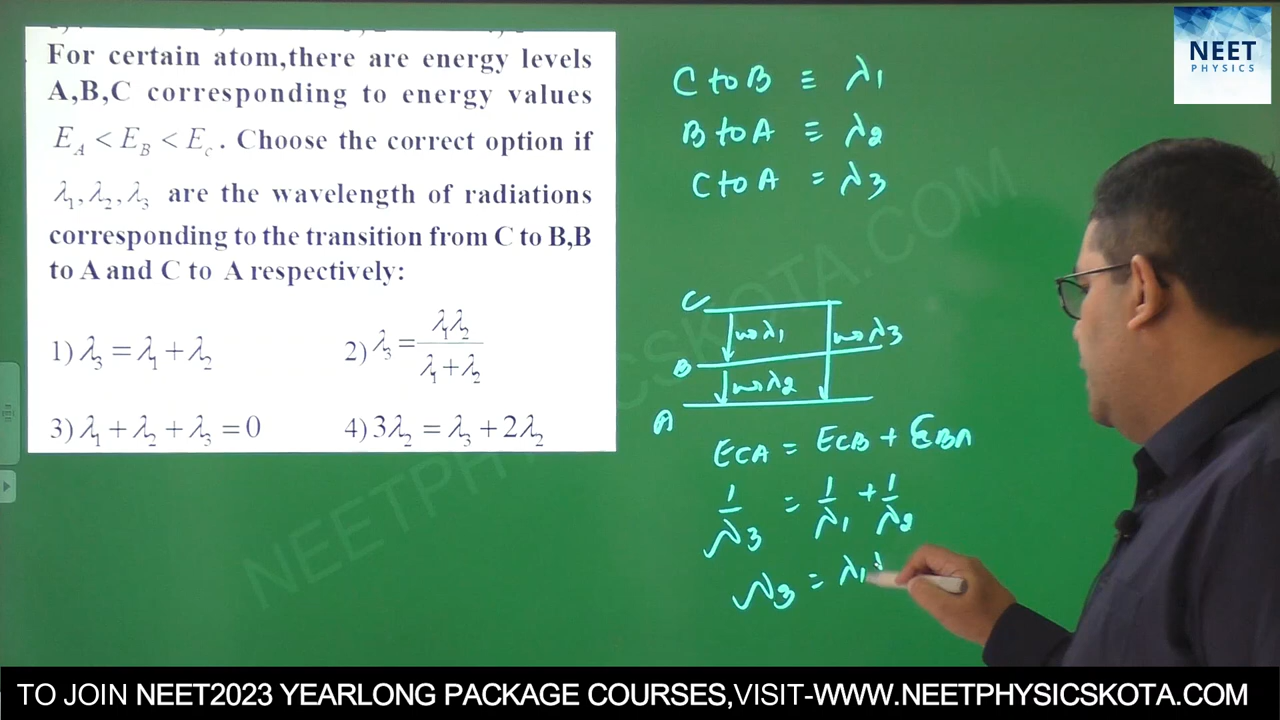 For certain atom,there are energy levels
A,B,C corresponding to energy values
E_A < E_B < E_c . Choose the correct option if
λ₁,λ₂,λ₃ are the wavelength of radiations
corresponding to the transition from C to B,B
to A and C to A respectively:
1) λ₃ = λ₁ + λ₂
2) λ₃ = λ₁λ₂ / λ₁+λ₂
3) λ₁ + λ₂ + λ₃ = 0
4) 3λ₂ = λ₃ + 2λ₂
C to B ≡ λ₁
B to A ≡ λ₂
C to A = λ₃
C
λ₁
λ₃
B
λ₂
A
ECA = ECB + EBA
1/λ₃ = 1/λ₁ + 1/λ₂
λ₃ = λ₁λ
NEET
PHYSICS
NEETPHYSICSKOTA.COM
TO JOIN NEET2023 YEARLONG PACKAGE COURSES,VISIT-WWW.NEETPHYSICSKOTA.COM